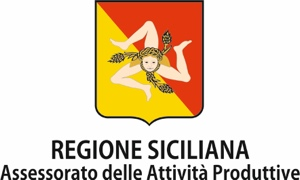 REGIONE SICILIANA
Assessorato delle Attività Produttive